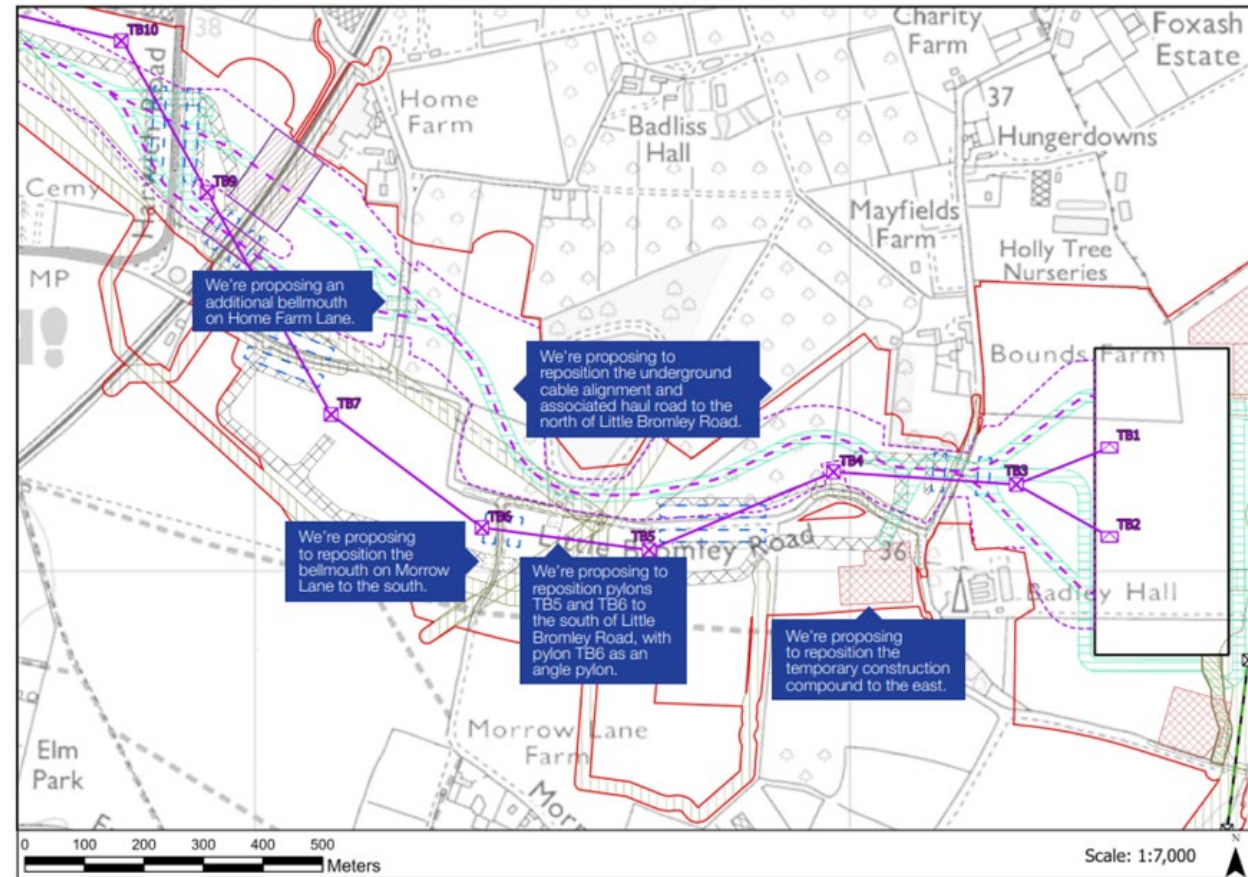 TB10
38
Charity
Farm
Foxash
Estate
Home
Farm
37
Badliss
Hall
Hungerdowns
Harwich Road
TB9
Cemy
Mayfields
Farm
Holly Tree
Nurseries
MP
We're proposing an
additional bellmouth
on Home Farm Lane.
We're proposing to
reposition the underground
cable alignment and
associated haul road to the
north of Little Bromley Road.
Bounds Farm
TB7
TB1
TB4
TB3
TB6
TB2
TB5
Little Bromley Road
36
We're proposing
to reposition the
bellmouth on Morrow
Lane to the south.
We're proposing to
reposition pylons
TB5 and TB6 to
the south of Little
Bromley Road, with
pylon TB6 as an
angle pylon.
Badley Hall
We're proposing
to reposition the
temporary construction
compound to the east.
Morrow Lane
Farm
Elm
Park
0 100 200 300 400 500
Meters
Scale: 1:7,000
N